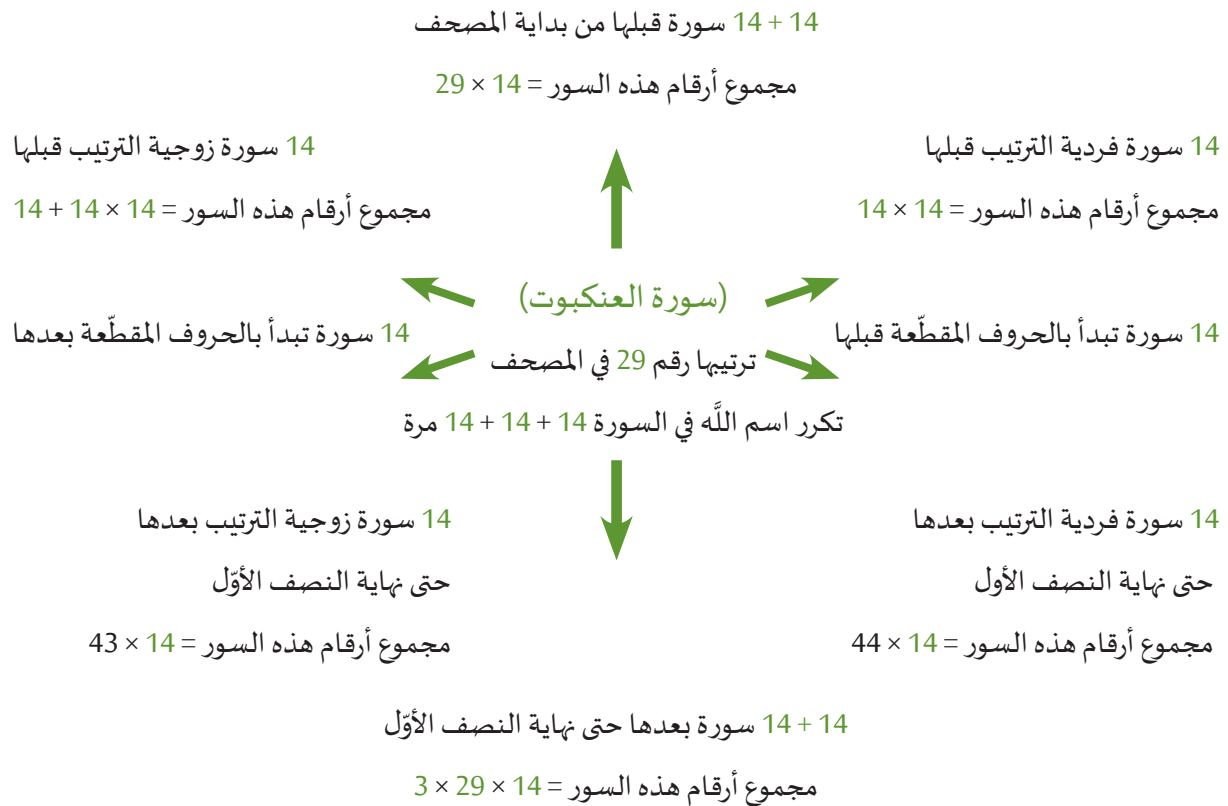 14 + 14 سورة قبلها من بداية المصحف
مجموع أرقام هذه السور = 14 × 29
14 سورة فردية الترتيب قبلها
مجموع أرقام هذه السور = 14 × 14
14 سورة زوجية الترتيب قبلها
مجموع أرقام هذه السور = 14 × 14 + 14
(سورة العنكبوت)
14 سورة تبدأ بالحروف المقطّعة قبلها
ترتيبها رقم 29 في المصحف
14 سورة تبدأ بالحروف المقطّعة بعدها
تكرر اسم اللَّه في السورة 14 + 14 + 14 مرة
14 سورة فردية الترتيب بعدها
حتى نهاية النصف الأول
مجموع أرقام هذه السور = 14 × 44
14 سورة زوجية الترتيب بعدها
حتى نهاية النصف الأوّل
مجموع أرقام هذه السور = 14 × 43
14 + 14 سورة بعدها حتى نهاية النصف الأوّل
مجموع أرقام هذه السور = 14 × 29 × 3